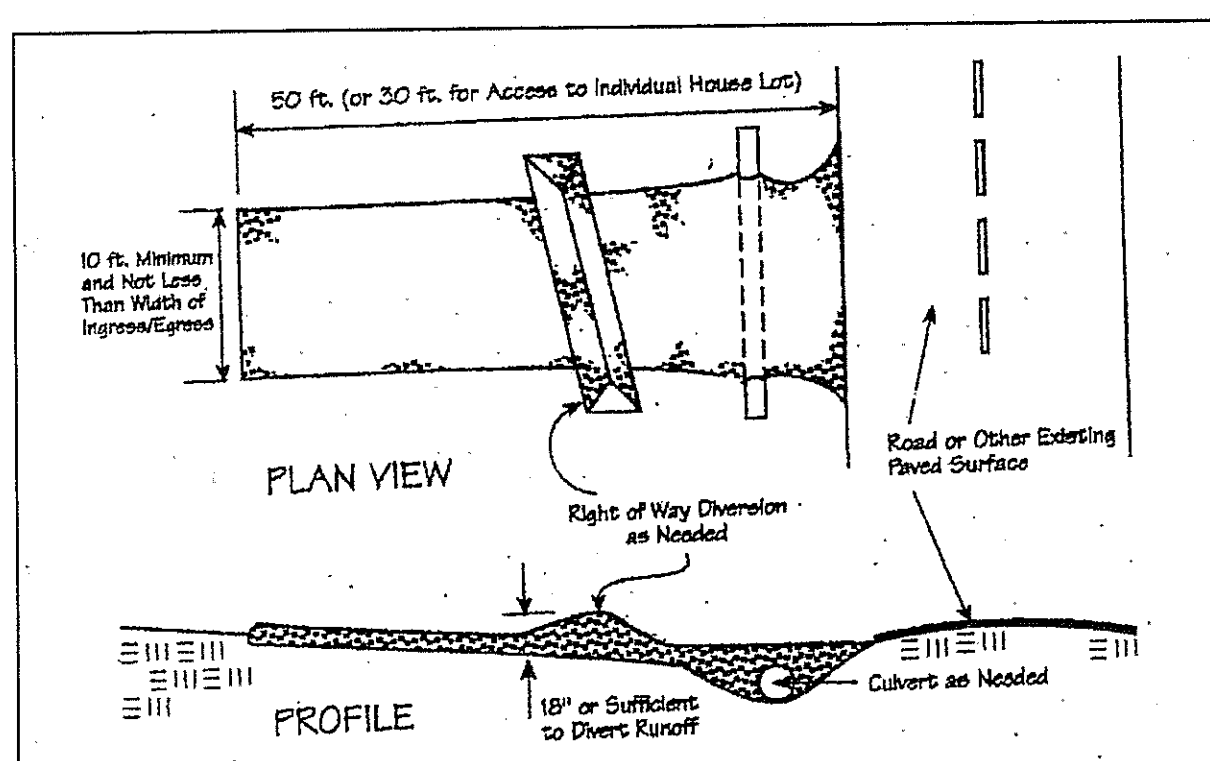 50 ft. (or 30 ft. for Access to Individual House Lot)
10 ft. Minimum
and Not Less
Than Width of
Ingress/Egress
PLAN VIEW
Right of Way Diversion
as Needed
Road or Other Existing
Paved Surface
PROFILE
18" or Sufficient
to Divert Runoff
Culvert as Needed